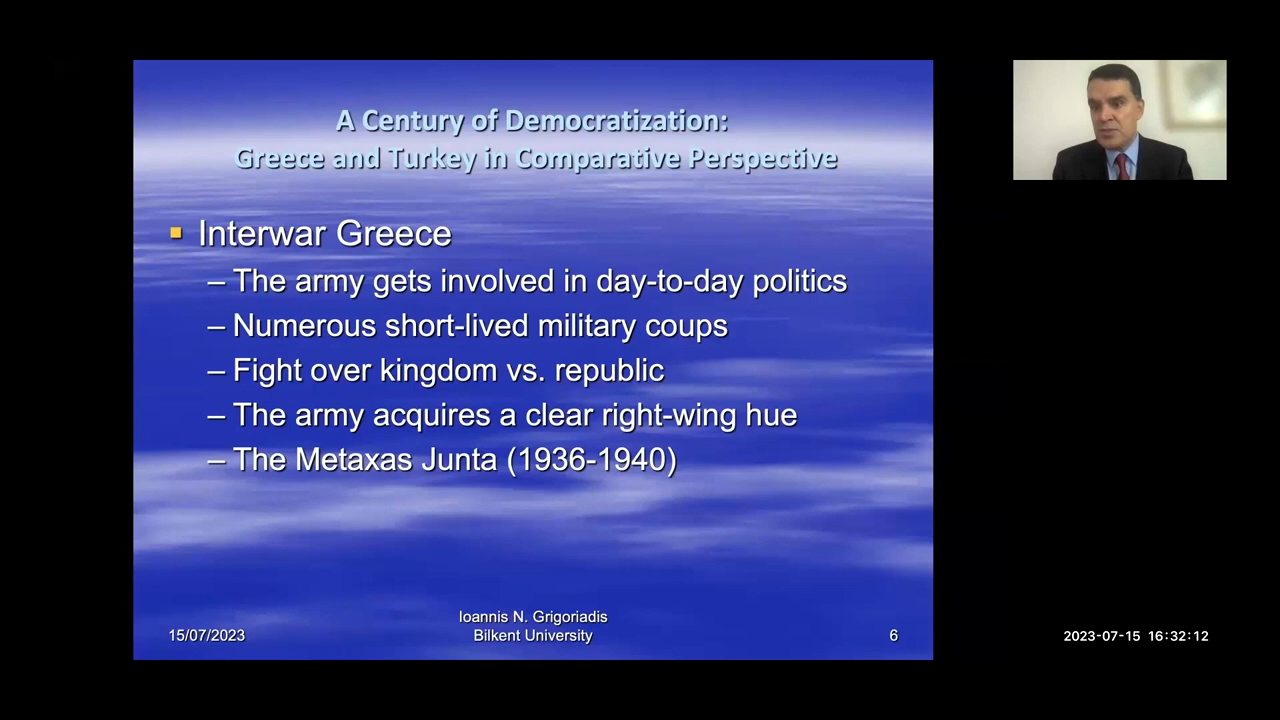 A Century of Democratization:
Greece and Turkey in Comparative Perspective
Interwar Greece
– The army gets involved in day-to-day politics
– Numerous short-lived military coups
– Fight over kingdom vs. republic
– The army acquires a clear right-wing hue
– The Metaxas Junta (1936-1940)
15/07/2023
Ioannis N. Grigoriadis
Bilkent University
6
2023-07-15 16:32:12